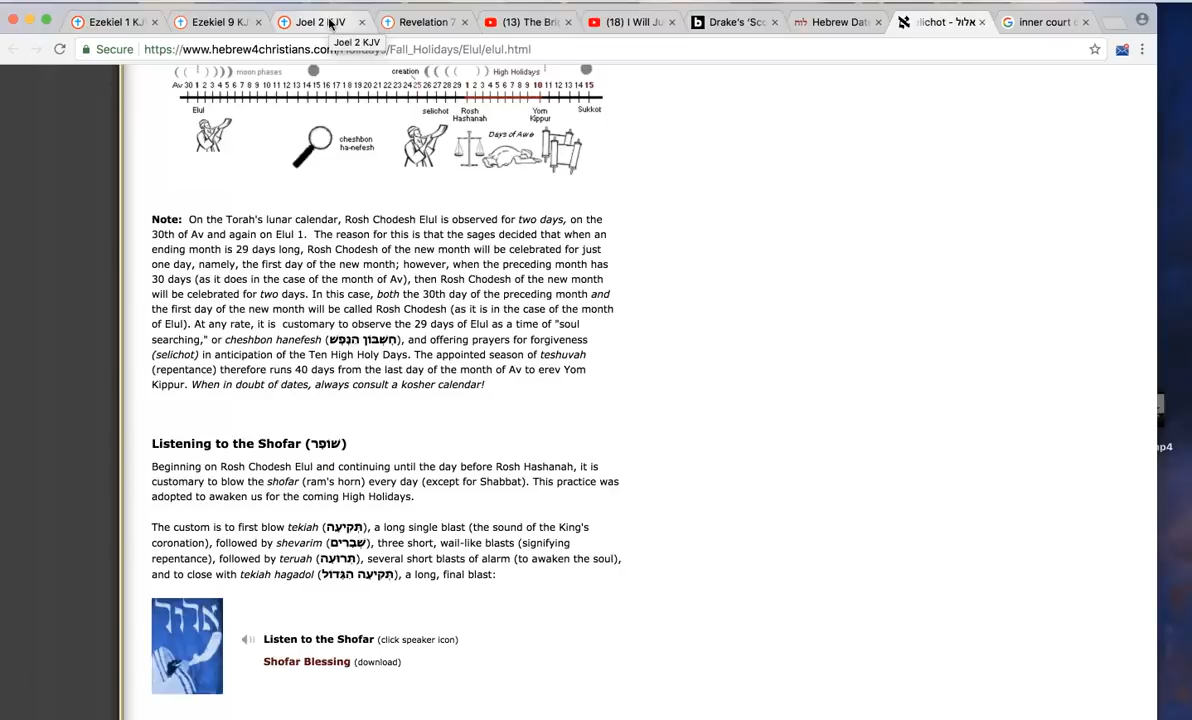 Ezekiel 1 KJ
Ezekiel 9 KJ
Joel 2 KJV
Revelation 7
(13) The Bri
(18) I Will Ju
Drake's 'Sco
Hebrew Dat
אלול - elichot
inner court o
Joel 2 KJV
Secure https://www.hebrew4christians.com/Holidays/Fall_Holidays/Elul/elul.html
moon phases creation High Holidays
Av 30 1 2 3 4 5 6 7 8 9 10 11 12 13 14 15 16 17 18 19 20 21 22 23 24 25 26 27 28 29 1 2 3 4 5 6 7 8 9 10 11 12 13 14 15
Elul selichot Rosh Hashanah Yom Kippur Sukkot
Days of Awe
cheshbon
ha-nefesh
Note: On the Torah's lunar calendar, Rosh Chodesh Elul is observed for two days, on the
30th of Av and again on Elul 1. The reason for this is that the sages decided that when an
ending month is 29 days long, Rosh Chodesh of the new month will be celebrated for just
one day, namely, the first day of the new month; however, when the preceding month has
30 days (as it does in the case of the month of Av), then Rosh Chodesh of the new month
will be celebrated for two days. In this case, both the 30th day of the preceding month and
the first day of the new month will be called Rosh Chodesh (as it is in the case of the month
of Elul). At any rate, it is customary to observe the 29 days of Elul as a time of "soul
searching," or cheshbon hanefesh (חֶשְׁבּוֹן הַנֶּפֶשׁ), and offering prayers for forgiveness
(selichot) in anticipation of the Ten High Holy Days. The appointed season of teshuvah
(repentance) therefore runs 40 days from the last day of the month of Av to erev Yom
Kippur. When in doubt of dates, always consult a kosher calendar!
Listening to the Shofar (שׁוֹפָר)
Beginning on Rosh Chodesh Elul and continuing until the day before Rosh Hashanah, it is
customary to blow the shofar (ram's horn) every day (except for Shabbat). This practice was
adopted to awaken us for the coming High Holidays.
The custom is to first blow tekiah (תְּקִיעָה), a long single blast (the sound of the King's
coronation), followed by shevarim (שְׁבָרִים), three short, wail-like blasts (signifying
repentance), followed by teruah (תְּרוּעָה), several short blasts of alarm (to awaken the soul),
and to close with tekiah hagadol (תְּקִיעָה הַגָּדוֹל), a long, final blast:
אלול
Listen to the Shofar (click speaker icon)
Shofar Blessing (download)
mp4